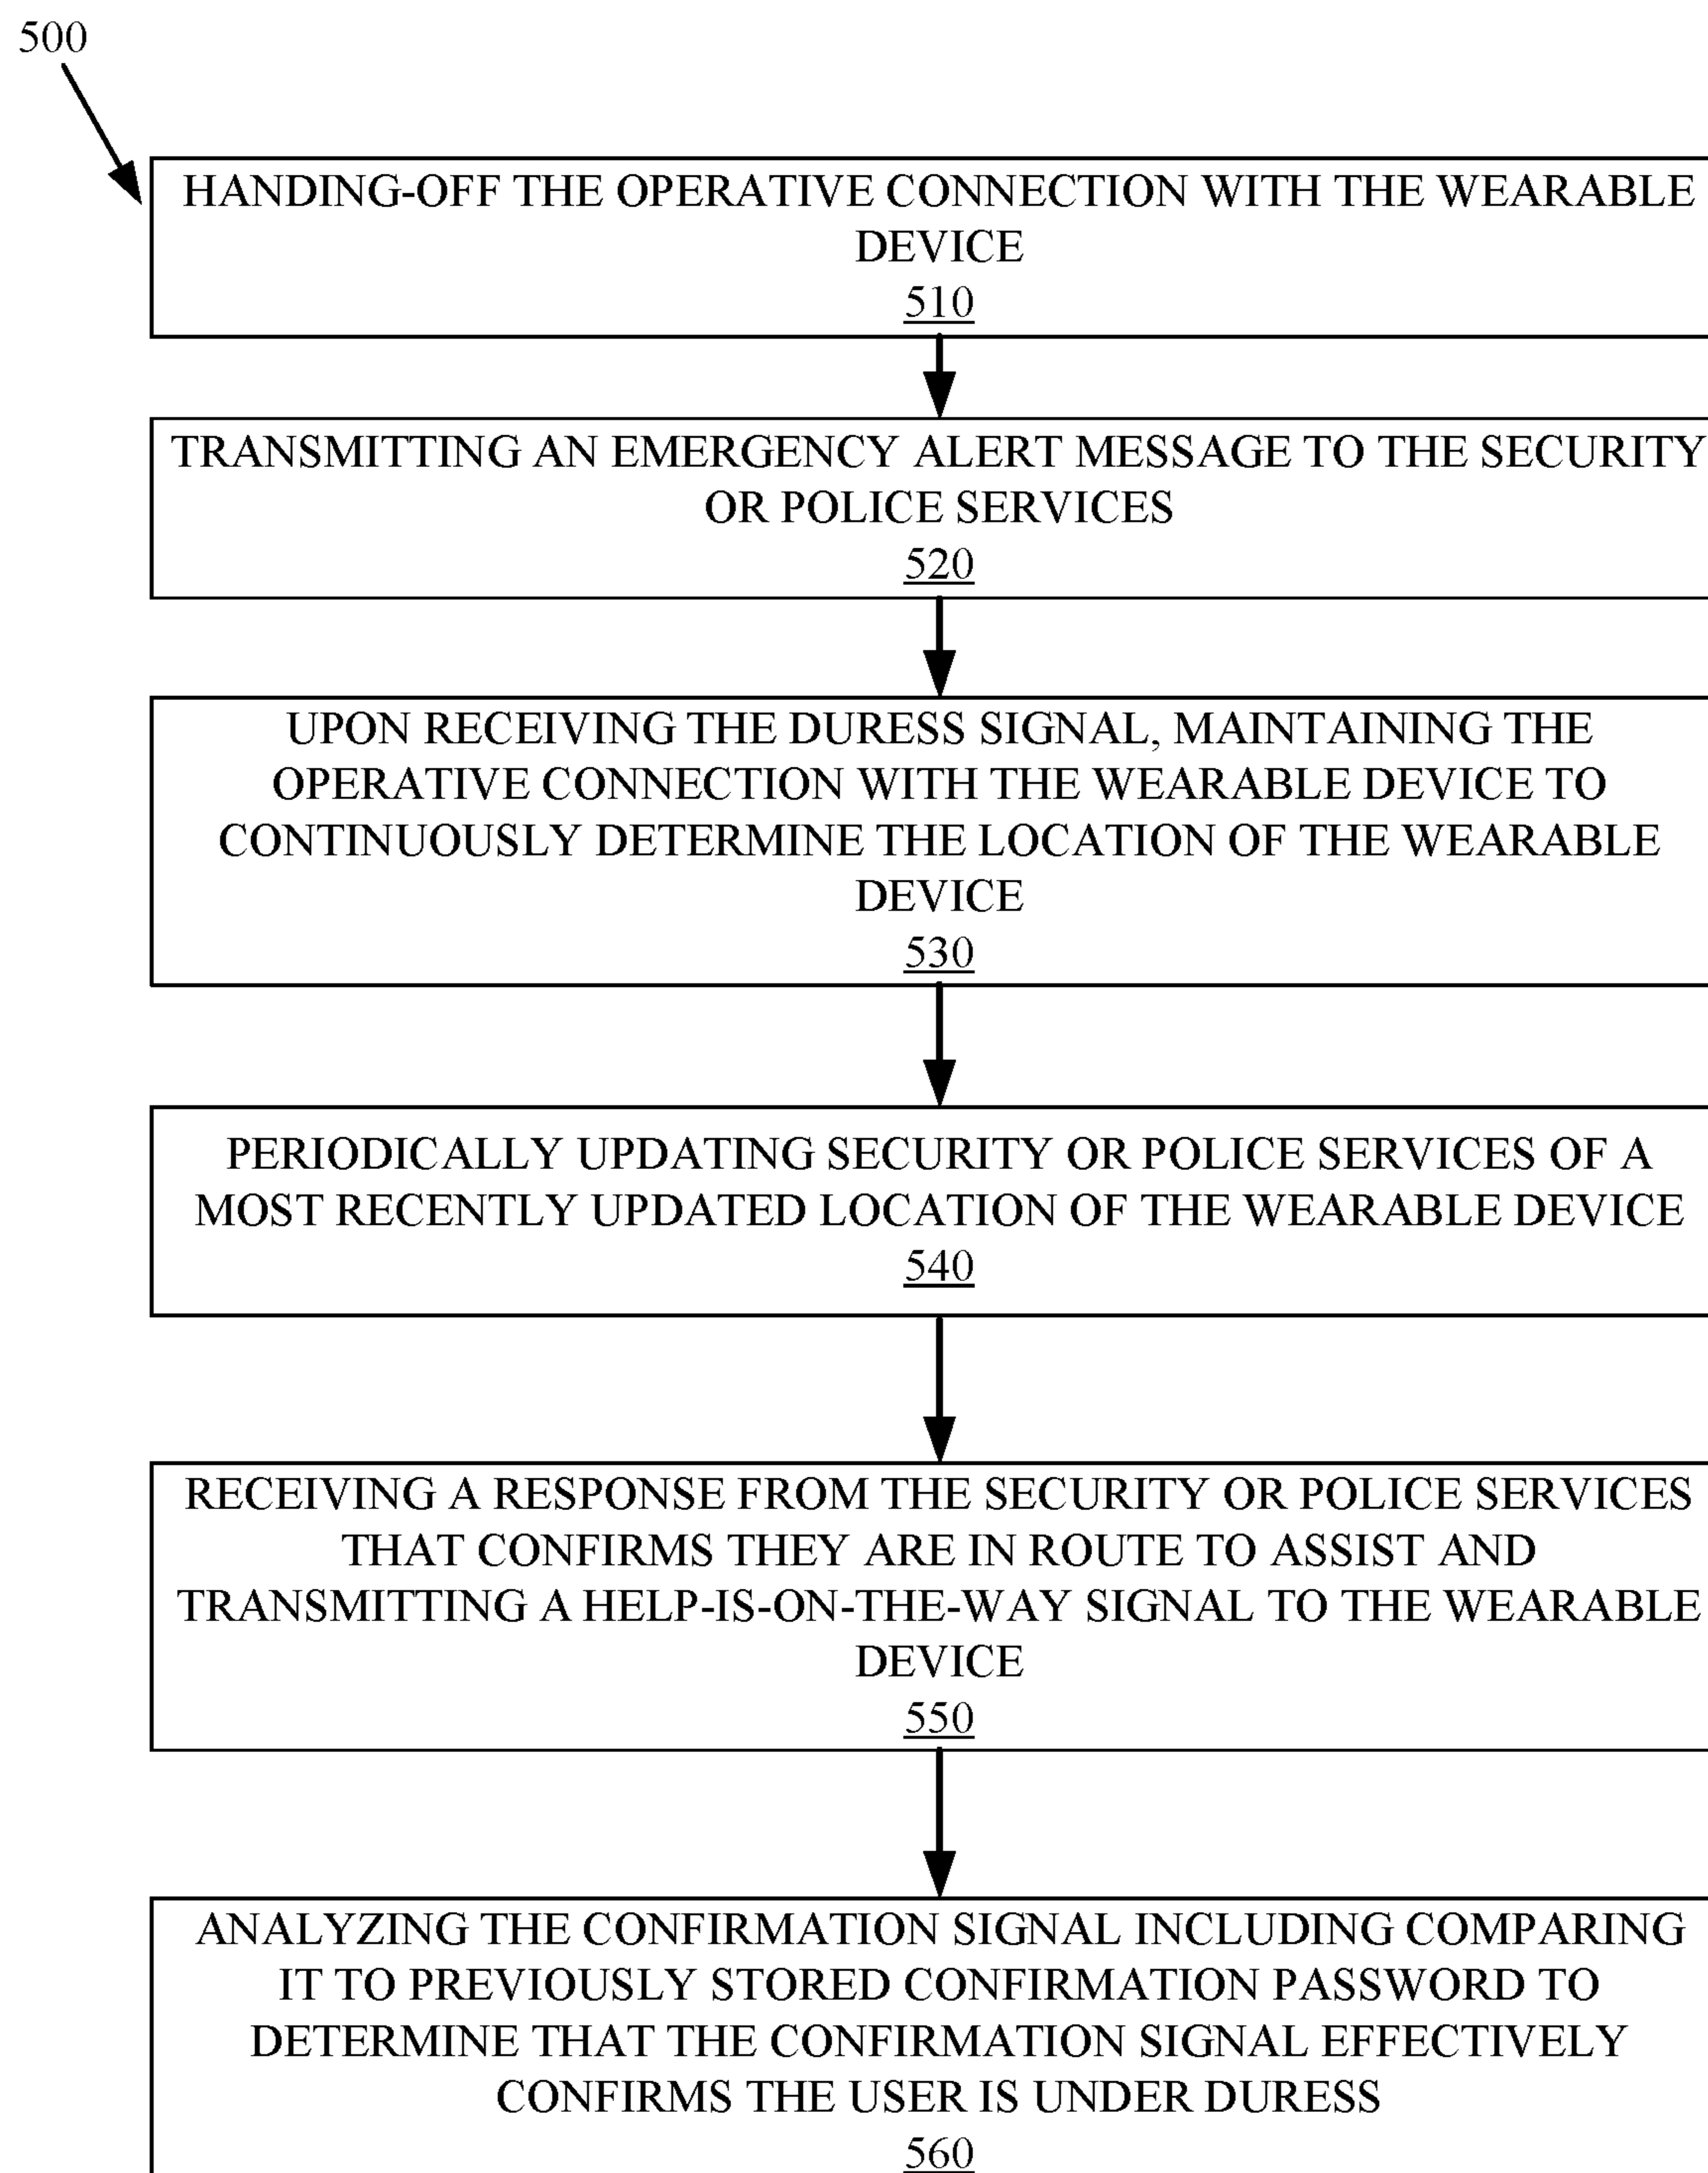 500
HANDING-OFF THE OPERATIVE CONNECTION WITH THE WEARABLE
DEVICE
510
TRANSMITTING AN EMERGENCY ALERT MESSAGE TO THE SECURITY
OR POLICE SERVICES
520
UPON RECEIVING THE DURESS SIGNAL, MAINTAINING THE
OPERATIVE CONNECTION WITH THE WEARABLE DEVICE TO
CONTINUOUSLY DETERMINE THE LOCATION OF THE WEARABLE
DEVICE
530
PERIODICALLY UPDATING SECURITY OR POLICE SERVICES OF A
MOST RECENTLY UPDATED LOCATION OF THE WEARABLE DEVICE
540
RECEIVING A RESPONSE FROM THE SECURITY OR POLICE SERVICES
THAT CONFIRMS THEY ARE IN ROUTE TO ASSIST AND
TRANSMITTING A HELP-IS-ON-THE-WAY SIGNAL TO THE WEARABLE
DEVICE
550
ANALYZING THE CONFIRMATION SIGNAL INCLUDING COMPARING
IT TO PREVIOUSLY STORED CONFIRMATION PASSWORD TO
DETERMINE THAT THE CONFIRMATION SIGNAL EFFECTIVELY
CONFIRMS THE USER IS UNDER DURESS
560